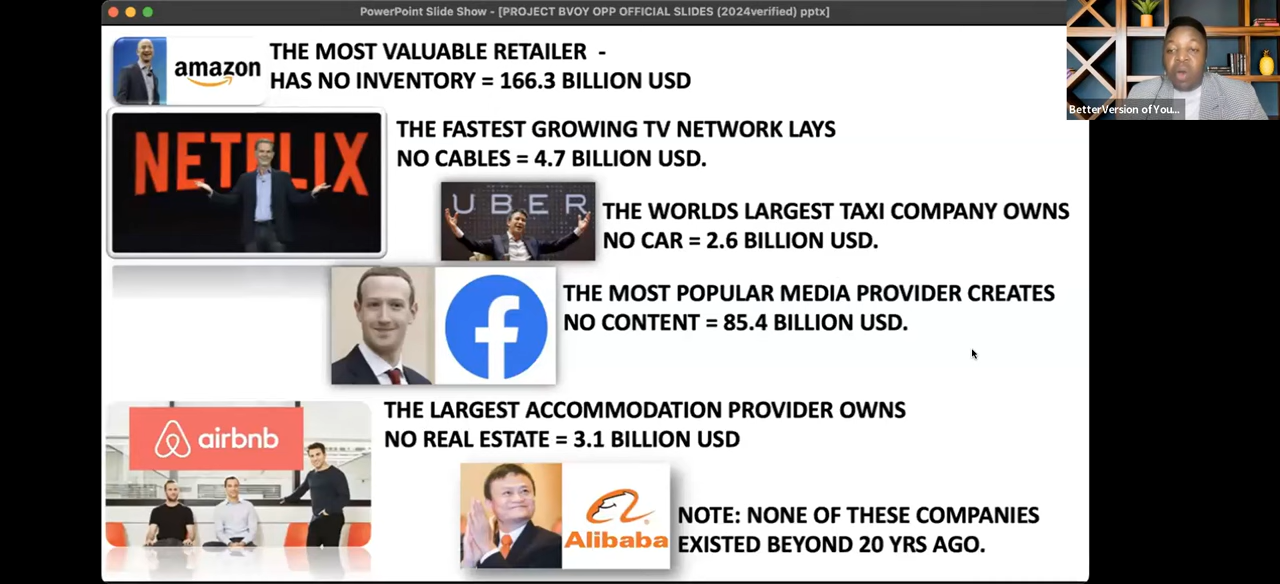 PowerPoint Slide Show - [PROJECT BVOY OPP OFFICIAL SLIDES (2024verified) pptx]
BetterVersion of You...
amazon
THE MOST VALUABLE RETAILER -
HAS NO INVENTORY = 166.3 BILLION USD
NETFLIX
THE FASTEST GROWING TV NETWORK LAYS
NO CABLES = 4.7 BILLION USD.
UBER
THE WORLDS LARGEST TAXI COMPANY OWNS
NO CAR = 2.6 BILLION USD.
f
THE MOST POPULAR MEDIA PROVIDER CREATES
NO CONTENT = 85.4 BILLION USD.
airbnb
THE LARGEST ACCOMMODATION PROVIDER OWNS
NO REAL ESTATE = 3.1 BILLION USD
Alibaba
NOTE: NONE OF THESE COMPANIES
EXISTED BEYOND 20 YRS AGO.